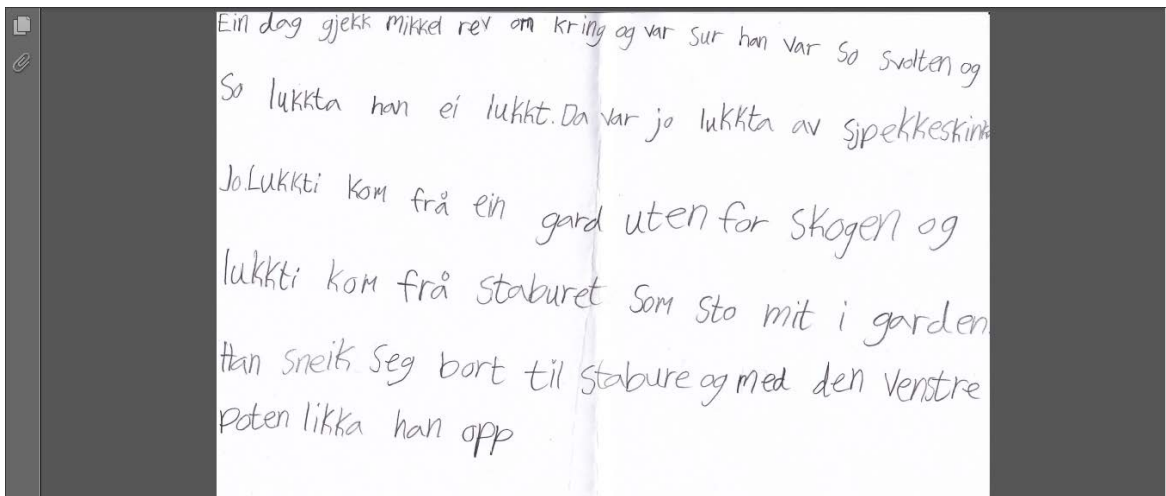 Ein dag gjekk mikkel rev om kring og var sur han var so svolten og
So lukkta han ei lukkt. Da var jo lukkta av sjpekkeskinka
Jo. Lukkti kom frå ein gard uten for skogen og
lukkti kom frå staburet som sto mit i garden.
Han sneik seg bort til stabure og med den venstre
poten likka han opp